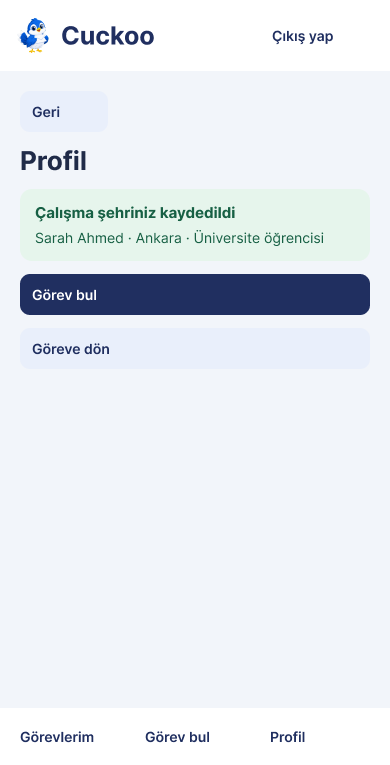 Cuckoo
Çıkış yap
Geri
Profil
Çalışma şehriniz kaydedildi
Sarah Ahmed · Ankara · Üniversite öğrencisi
Görev bul
Göreve dön
Görevlerim
Görev bul
Profil